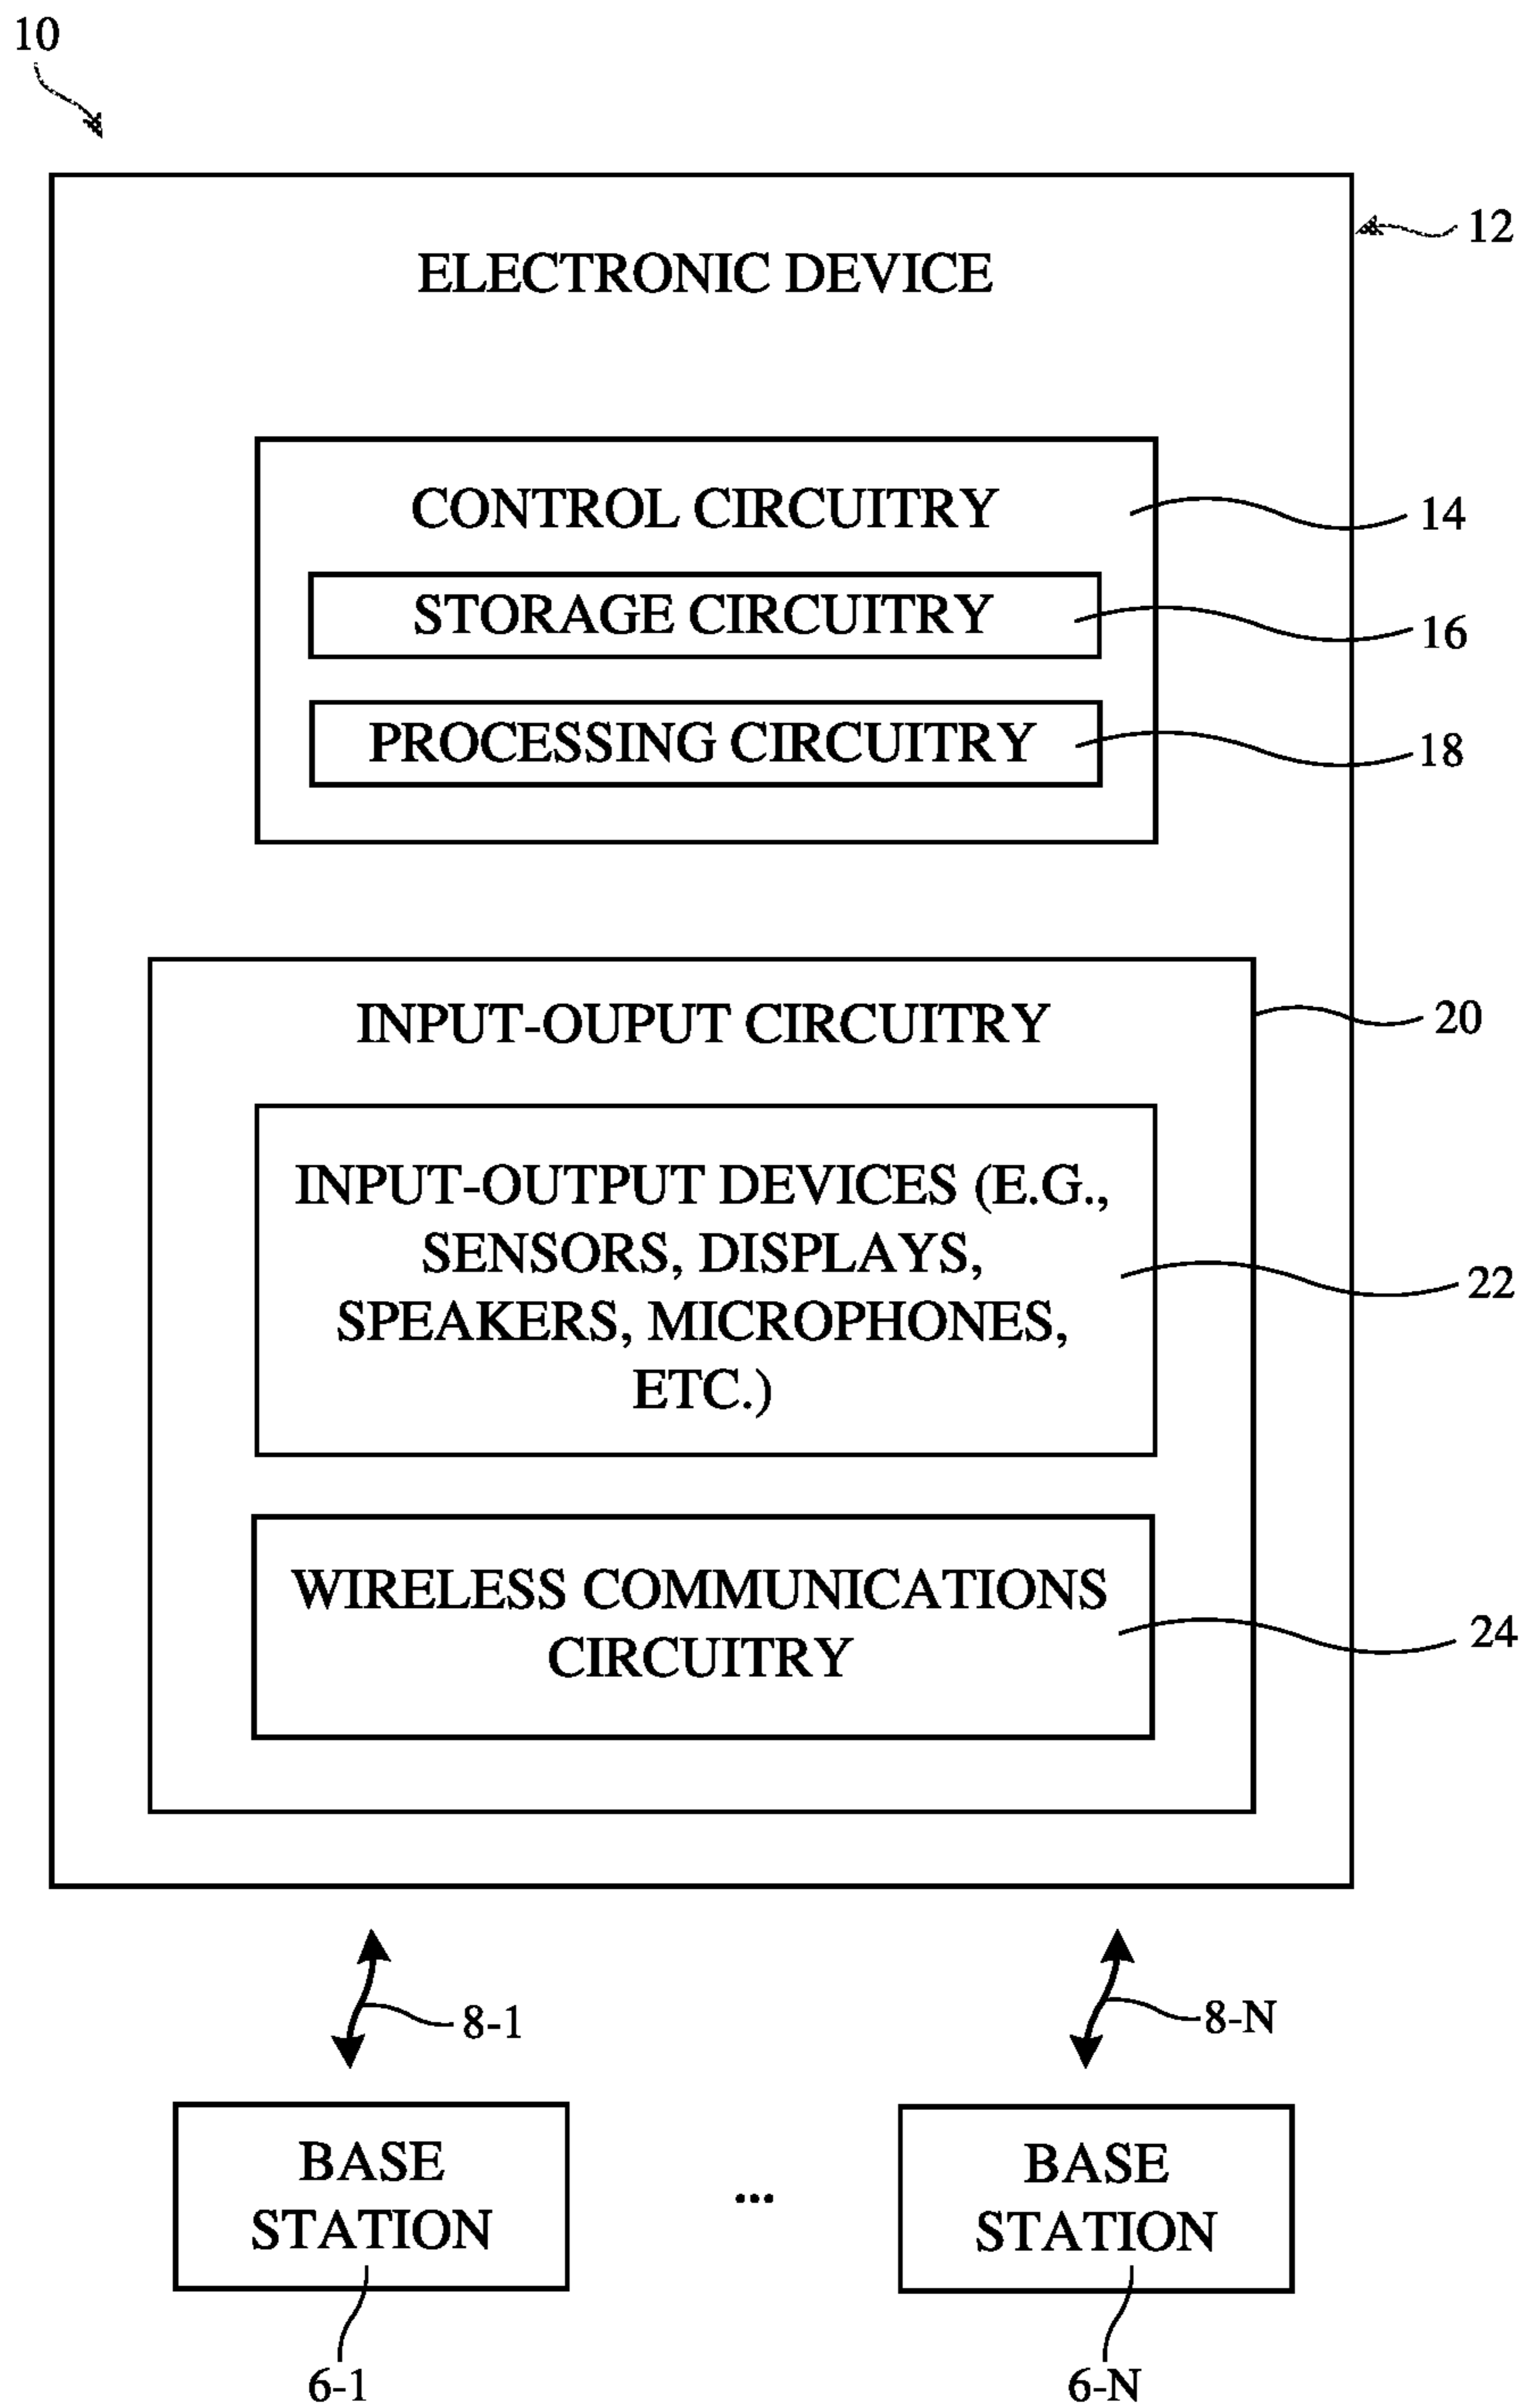 10
12
ELECTRONIC DEVICE
CONTROL CIRCUITRY
14
STORAGE CIRCUITRY
16
PROCESSING CIRCUITRY
18
INPUT-OUPUT CIRCUITRY
20
INPUT-OUTPUT DEVICES (E.G.,
SENSORS, DISPLAYS,
SPEAKERS, MICROPHONES,
ETC.)
22
WIRELESS COMMUNICATIONS
CIRCUITRY
24
8-1
8-N
BASE
STATION
...
BASE
STATION
6-1
6-N